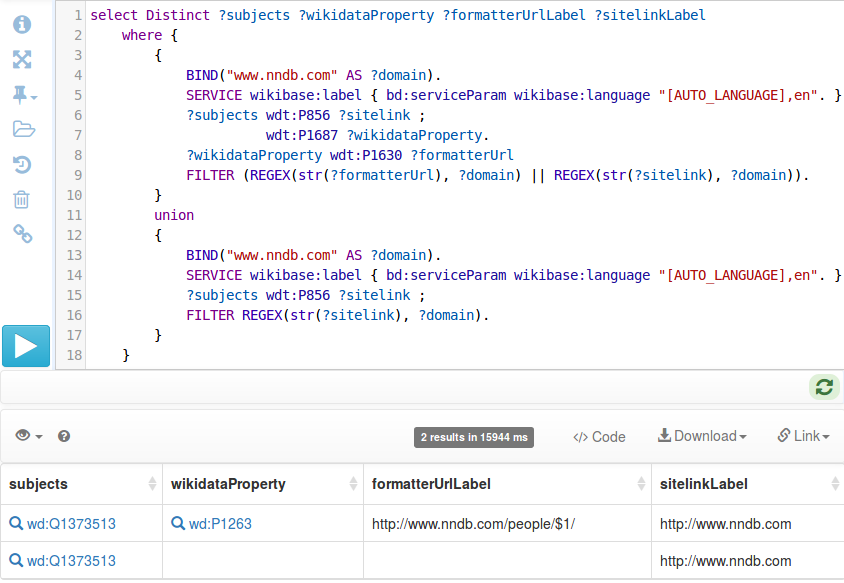 1 select Distinct ?subjects ?wikidataProperty ?formatterUrlLabel ?sitelinkLabel
2 where {
3 {
4 BIND("www.nndb.com" AS ?domain).
5 SERVICE wikibase:label { bd:serviceParam wikibase:language "[AUTO_LANGUAGE],en". }
6 ?subjects wdt:P856 ?sitelink ;
7 wdt:P1687 ?wikidataProperty.
8 ?wikidataProperty wdt:P1630 ?formatterUrl
9 FILTER (REGEX(str(?formatterUrl), ?domain) || REGEX(str(?sitelink), ?domain)).
10 }
11 union
12 {
13 BIND("www.nndb.com" AS ?domain).
14 SERVICE wikibase:label { bd:serviceParam wikibase:language "[AUTO_LANGUAGE],en". }
15 ?subjects wdt:P856 ?sitelink ;
16 FILTER REGEX(str(?sitelink), ?domain).
17 }
18 }
2 results in 15944 ms </> Code Download Link
subjects wikidataProperty formatterUrlLabel sitelinkLabel
wd:Q1373513 wd:P1263 http://www.nndb.com/people/$1/ http://www.nndb.com
wd:Q1373513 http://www.nndb.com